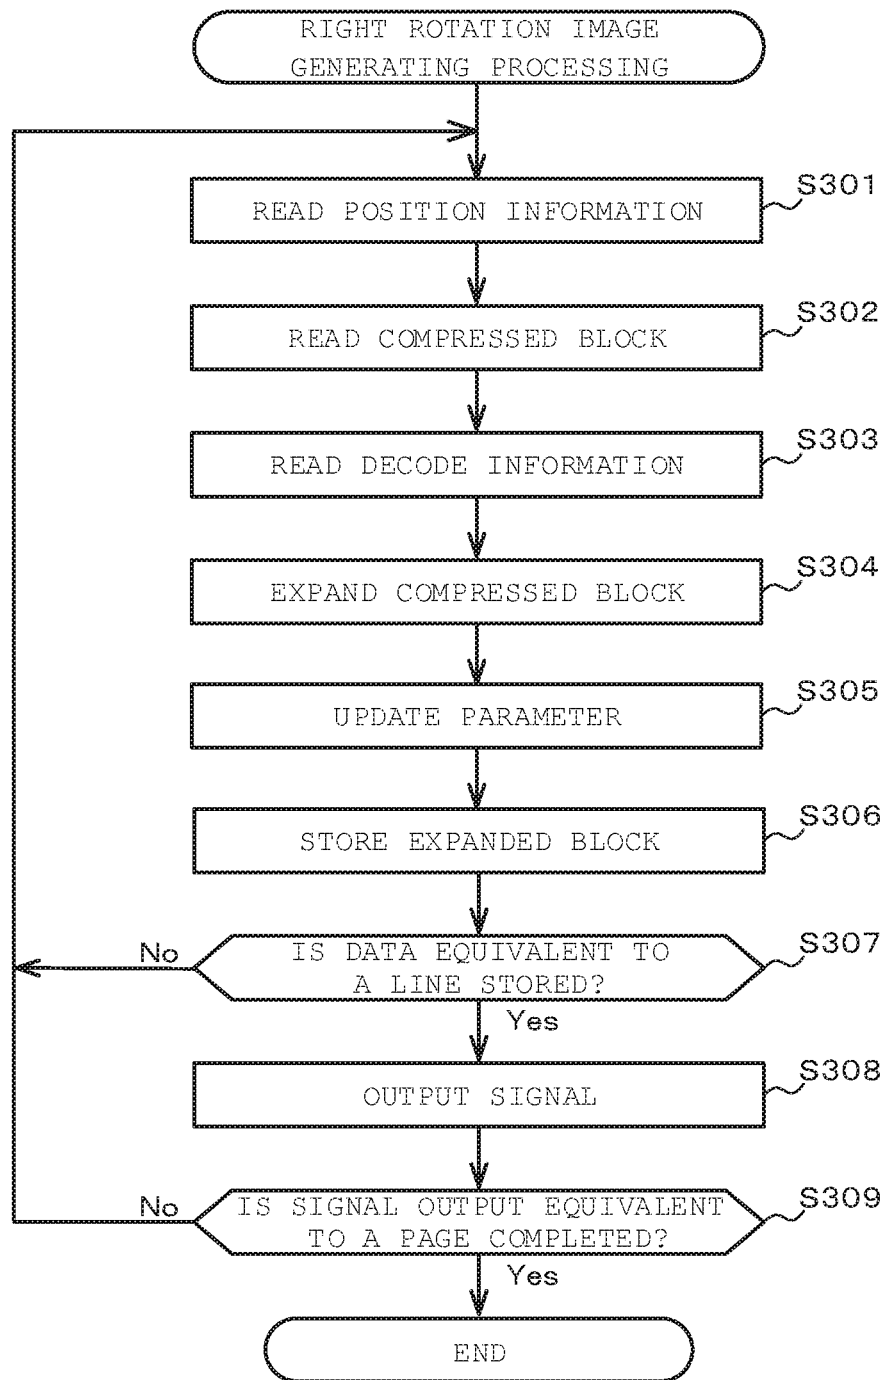 RIGHT ROTATION IMAGE
GENERATING PROCESSING
S301
READ POSITION INFORMATION
S302
READ COMPRESSED BLOCK
S303
READ DECODE INFORMATION
S304
EXPAND COMPRESSED BLOCK
S305
UPDATE PARAMETER
S306
STORE EXPANDED BLOCK
S307
No
IS DATA EQUIVALENT TO
A LINE STORED?
Yes
S308
OUTPUT SIGNAL
S309
No
IS SIGNAL OUTPUT EQUIVALENT
TO A PAGE COMPLETED?
Yes
END